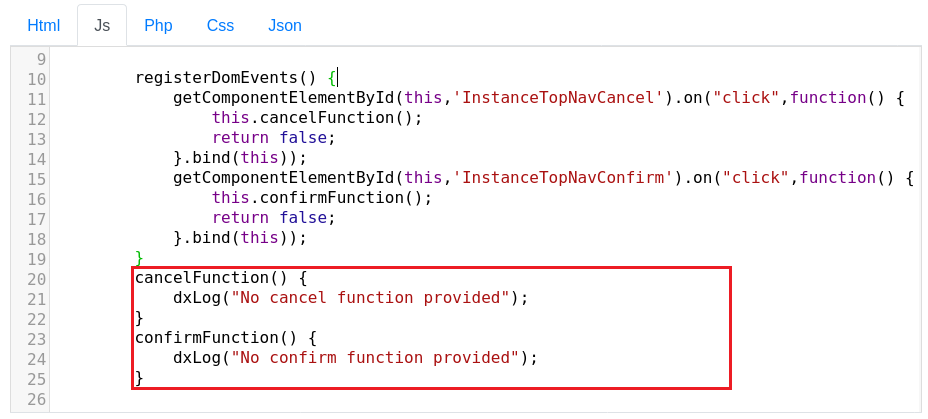 Html Js Php Css Json
9
10 registerDomEvents() {
11 getComponentElementById(this,'InstanceTopNavCancel').on("click",function() {
12 this.cancelFunction();
13 return false;
14 }.bind(this));
15 getComponentElementById(this,'InstanceTopNavConfirm').on("click",function() {
16 this.confirmFunction();
17 return false;
18 }.bind(this));
19 }
20 cancelFunction() {
21 dxLog("No cancel function provided");
22 }
23 confirmFunction() {
24 dxLog("No confirm function provided");
25 }
26